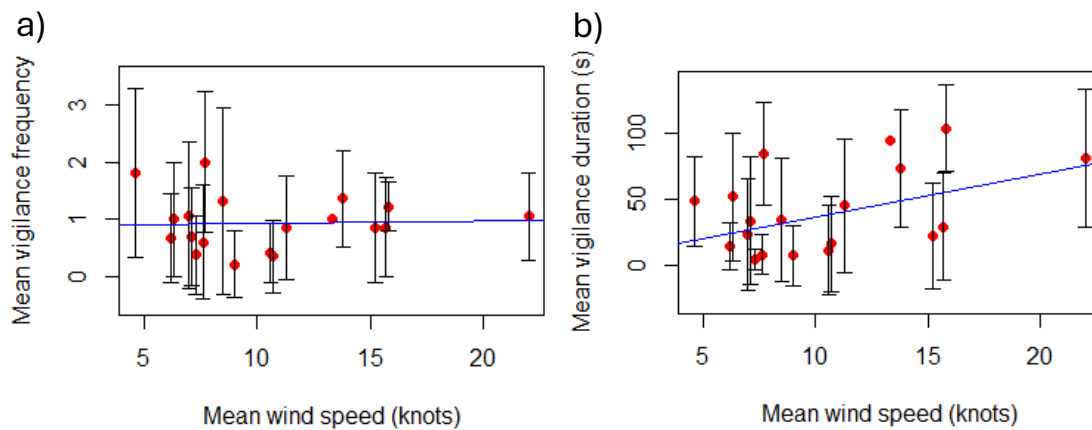 a)
Mean vigilance frequency
3
2
1
0
5 10 15 20
Mean wind speed (knots)
b)
Mean vigilance duration (s)
100
50
0
5 10 15 20
Mean wind speed (knots)